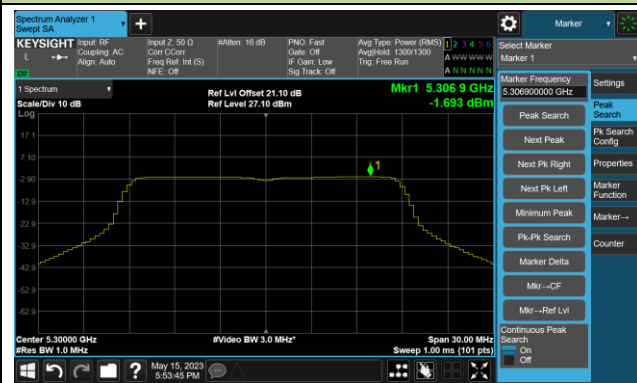 Spectrum Analyzer 1
Swept SA
+
Marker
KEYSIGHT
L
Input: RF
Coupling: AC
Align: Auto
Input Z: 50 Ω
Corr CCorr
Freq Ref: Int (S)
NFE: Off
#Atten: 16 dB
PNO: Fast
Gate: Off
IF Gain: Low
Sig Track: Off
Avg Type: Power (RMS)
Avg|Hold: 1300/1300
Trig: Free Run
1 2 3 4 5 6
A W W W W W
A N N N N N
Select Marker
Marker 1
1 Spectrum
Scale/Div 10 dB
Log
Ref Lvl Offset 21.10 dB
Ref Level 27.10 dBm
Mkr1 5.306 9 GHz
-1.693 dBm
17.1
7.10
-2.90
-12.9
-22.9
-32.9
-42.9
-52.9
-62.9
1
Center 5.30000 GHz
#Res BW 1.0 MHz
#Video BW 3.0 MHz*
Span 30.00 MHz
Sweep 1.00 ms (101 pts)
Marker Frequency
5.306900000 GHz
Peak Search
Next Peak
Next Pk Right
Next Pk Left
Minimum Peak
Pk-Pk Search
Marker Delta
Mkr→CF
Mkr→Ref Lvl
Continuous Peak
Search
On
Off
Settings
Peak
Search
Pk Search
Config
Properties
Marker
Function
Marker→
Counter
?
May 15, 2023
5:53:45 PM